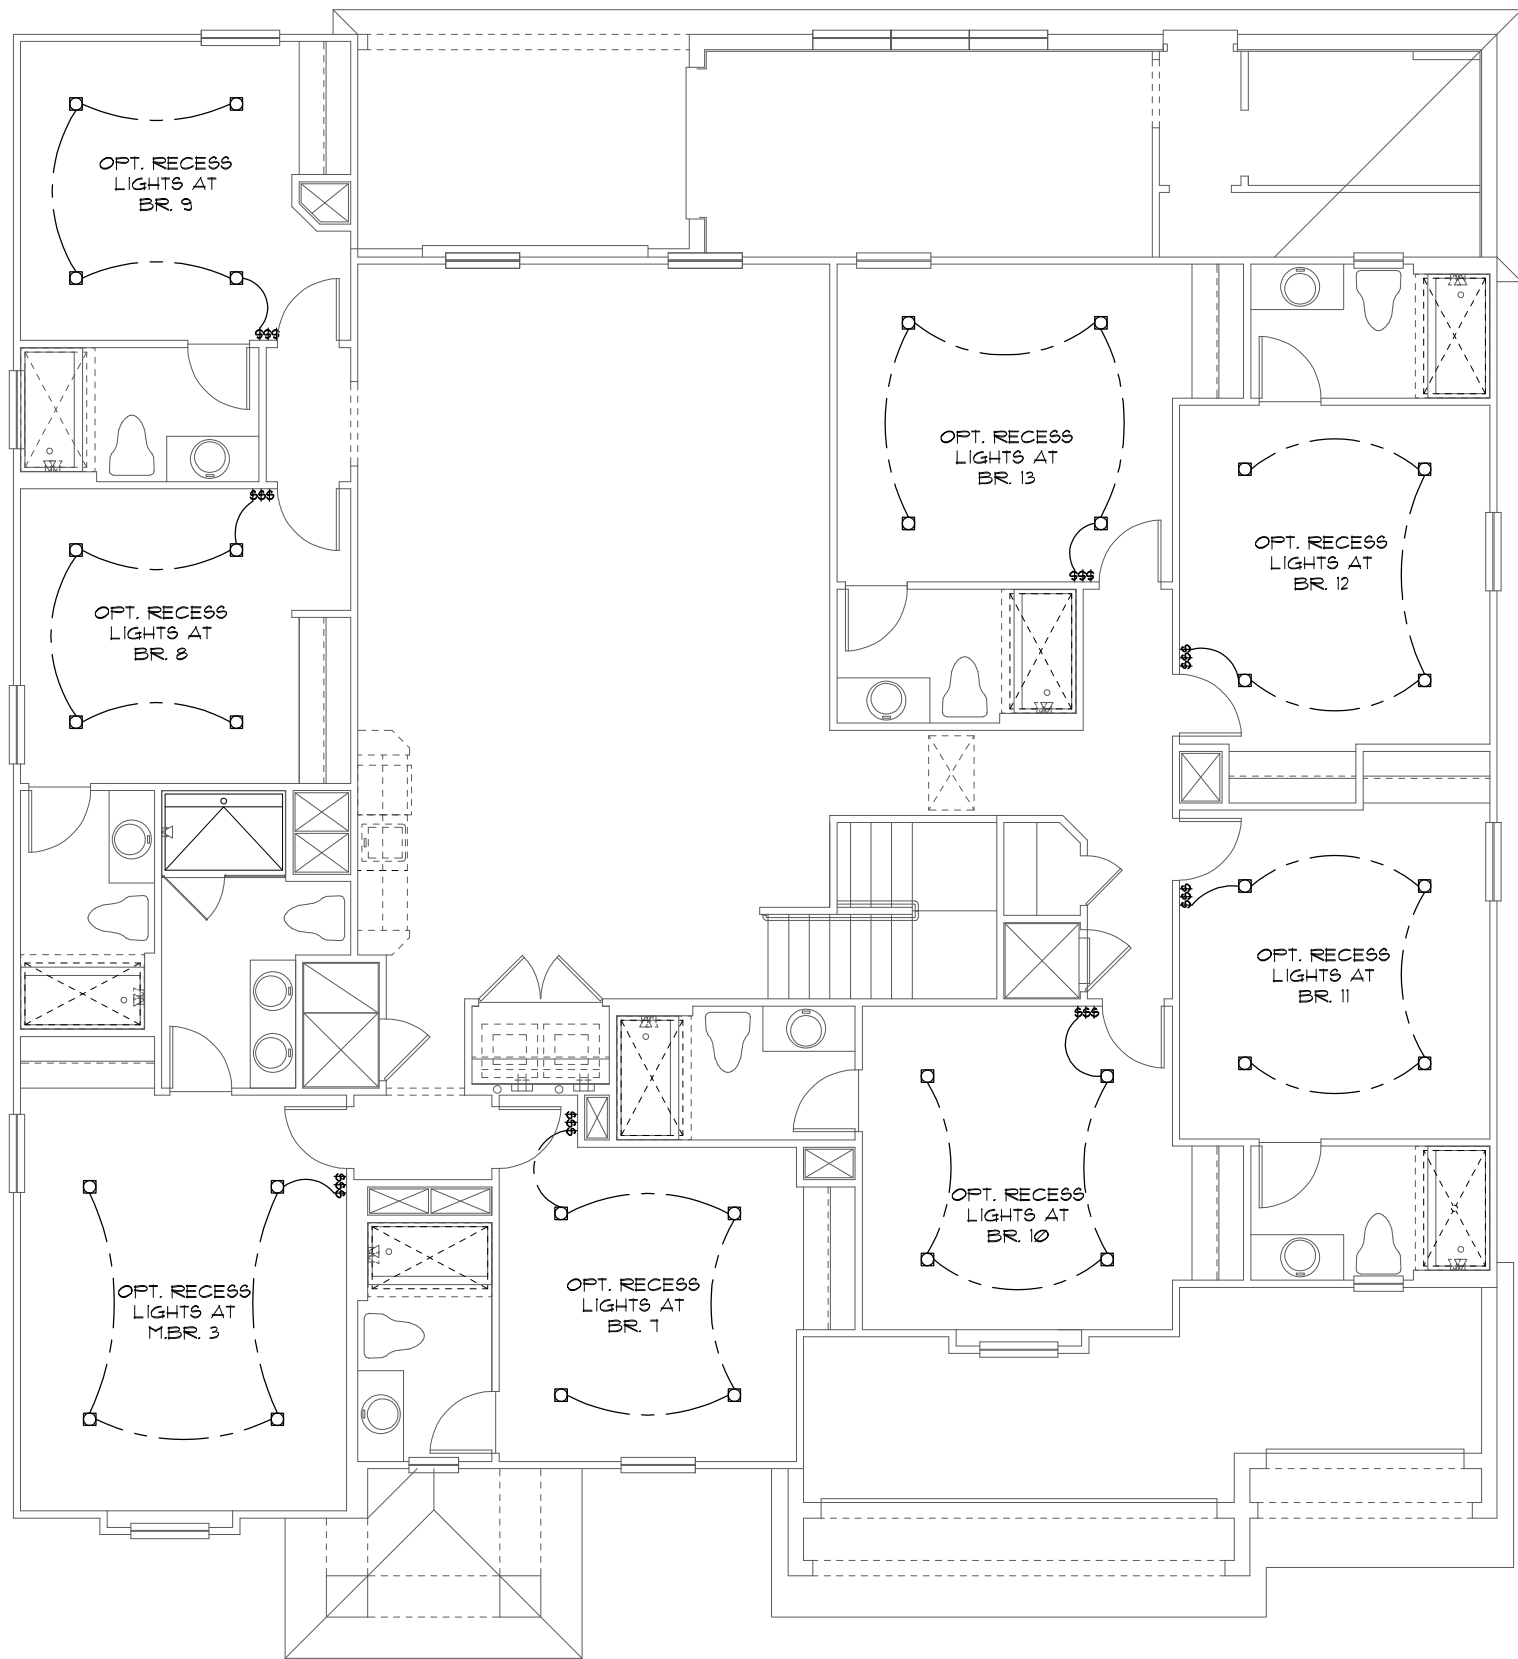 OPT. RECESS
LIGHTS AT
BR. 9
$$$
$$$
OPT. RECESS
LIGHTS AT
BR. 8
OPT. RECESS
LIGHTS AT
BR. 13
$$$
OPT. RECESS
LIGHTS AT
BR. 12
$$$
$$$
OPT. RECESS
LIGHTS AT
BR. 11
$$$
OPT. RECESS
LIGHTS AT
BR. 10
$$$
OPT. RECESS
LIGHTS AT
M.BR. 3
$$$
OPT. RECESS
LIGHTS AT
BR. 7